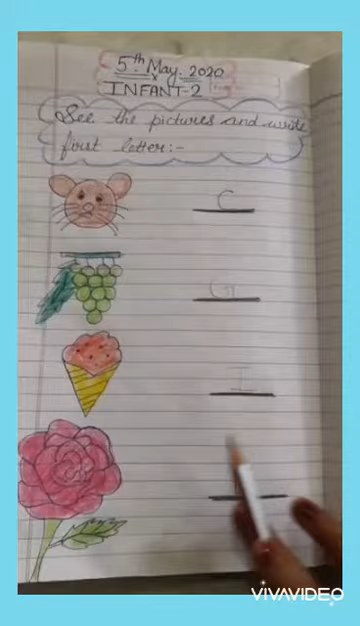 5th May 2020
INFANT-2
See the pictures and write
first letter:-
C
G
I
VIVAVIDEO